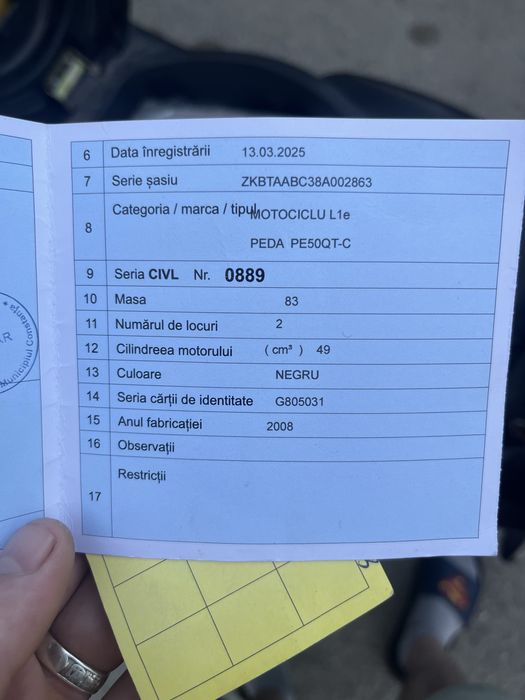 6 Data înregistrării 13.03.2025
7 Serie șasiu ZKBTAABC38A002863
8 Categoria / marca / tipul MOTOCICLU L1e
PEDA PE50QT-C
9 Seria CIVL Nr. 0889
10 Masa 83
11 Numărul de locuri 2
12 Cilindreea motorului ( cm³ ) 49
13 Culoare NEGRU
14 Seria cărții de identitate G805031
15 Anul fabricației 2008
16 Observații
17 Restricții
Municipiul Constanța *